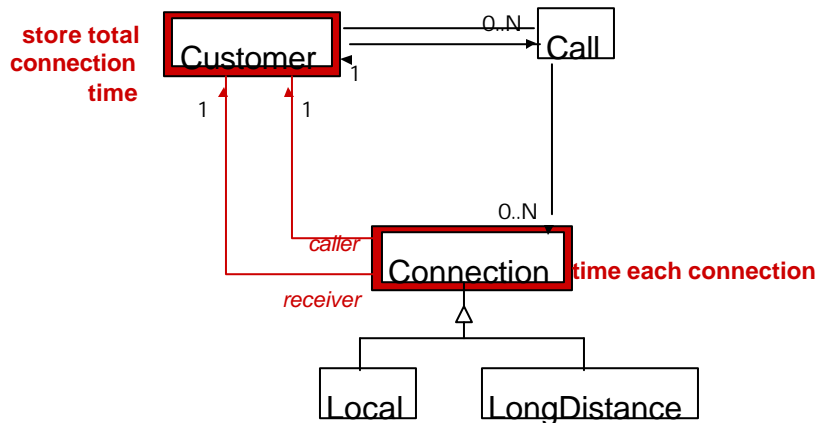 store total
connection
time
Customer
0..N
Call
1
1
1
0..N
caller
Connection
time each connection
receiver
Local
LongDistance